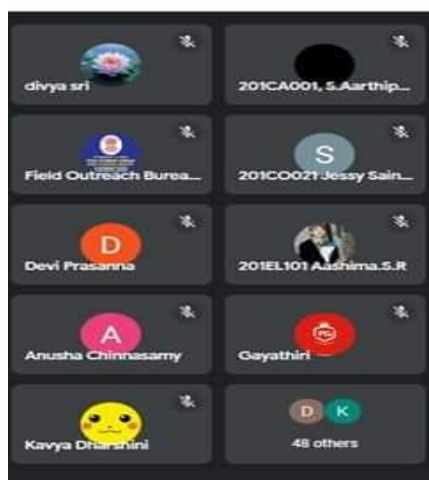 divya sri
201CA001, S.Aarthip...
Field Outreach Burea...
S
201CO021 Jessy Sain...
D
Devi Prasanna
201EL101 Aashima.S.R
A
Anusha Chinnasamy
Gayathiri
Kavya Dharshini
D K
48 others